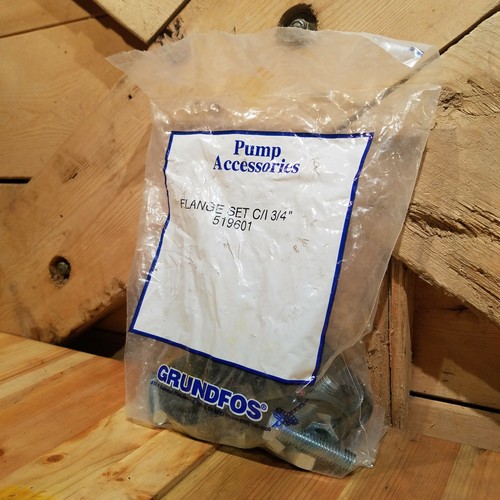 Pump
Accessories
FLANGE SET C/I 3/4"
519601
GRUNDFOS®